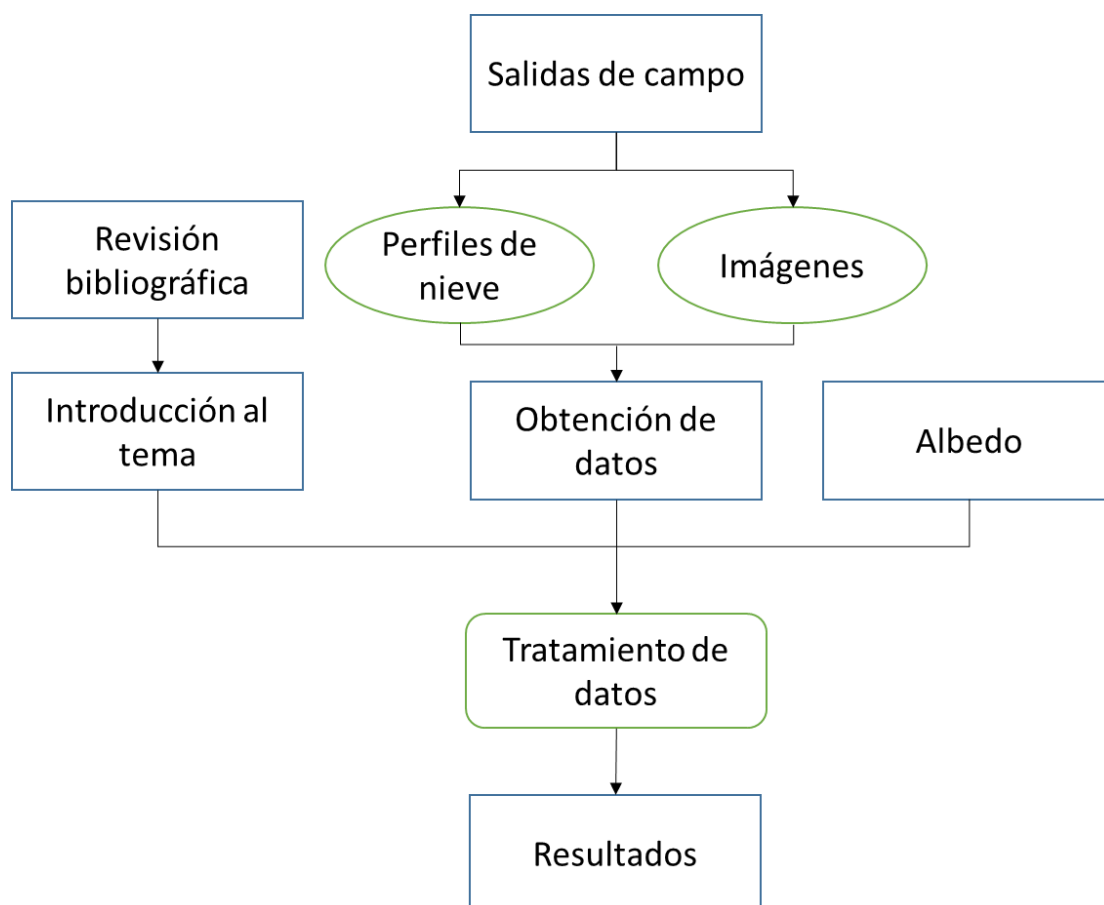 Salidas de campo
Revisión
bibliográfica
Perfiles de
nieve
Imágenes
Introducción al
tema
Obtención de
datos
Albedo
Tratamiento de
datos
Resultados